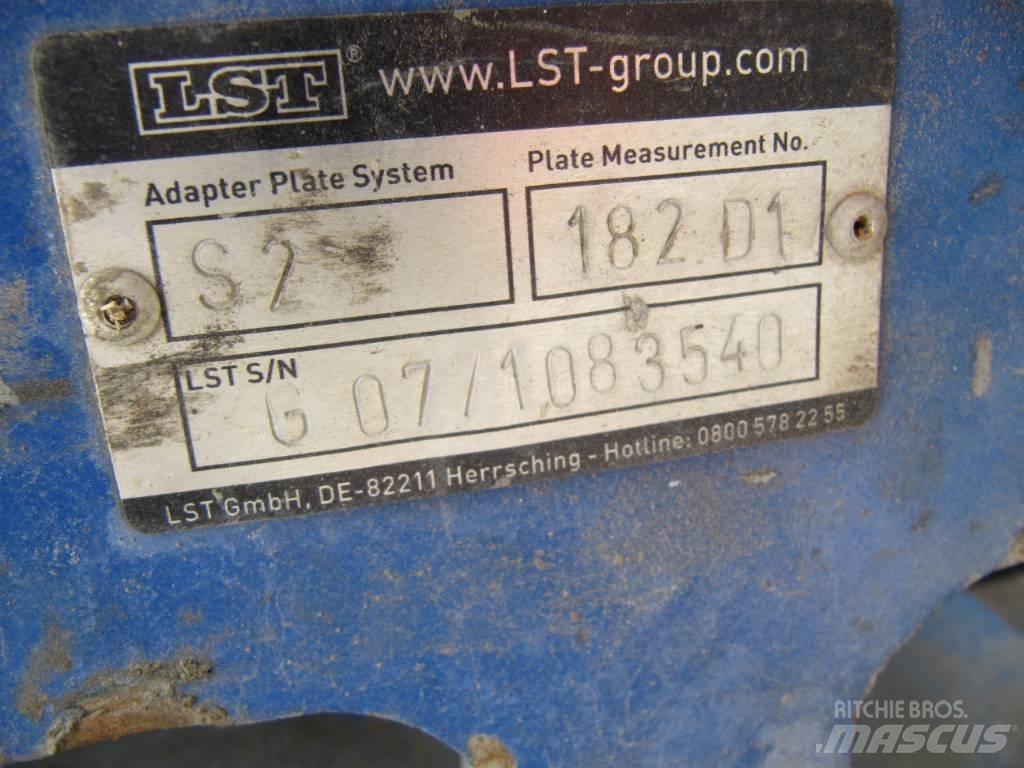 LST® www.LST-group.com
Adapter Plate System Plate Measurement No.
S 2 182 D1
LST S/N G 07/1083540
LST GmbH, DE-82211 Herrsching - Hotline: 0800 578 22 55
RITCHIE BROS.
MASCUS